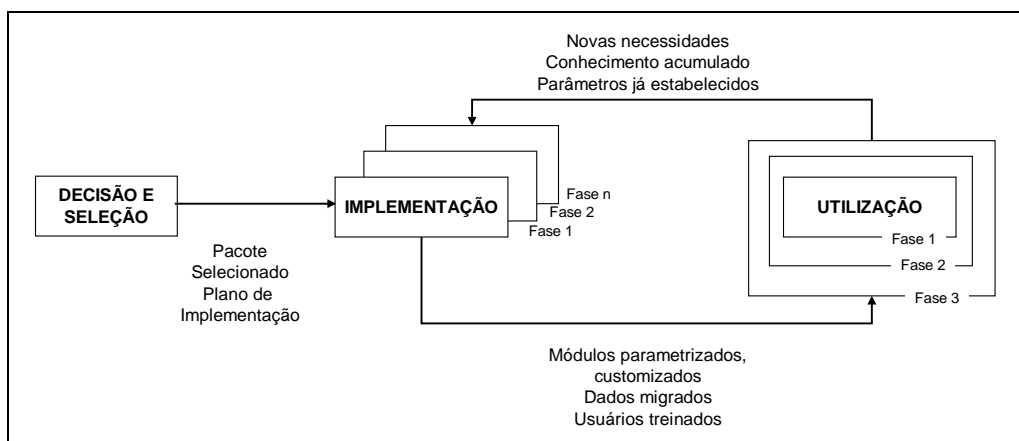 Novas necessidades
Conhecimento acumulado
Parâmetros já estabelecidos
DECISÃO E
SELEÇÃO
Pacote
Selecionado
Plano de
Implementação
IMPLEMENTAÇÃO
Fase n
Fase 2
Fase 1
UTILIZAÇÃO
Fase 1
Fase 2
Fase 3
Módulos parametrizados,
customizados
Dados migrados
Usuários treinados